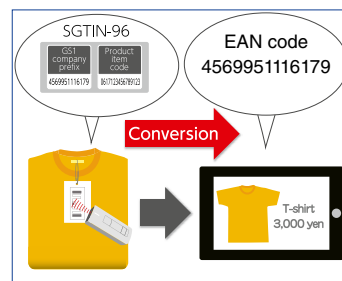 SGTIN-96
GS1
company
prefix
Product
item
code
4569951116179
0617123456789123
Conversion
EAN code
4569951116179
T-shirt
3,000 yen